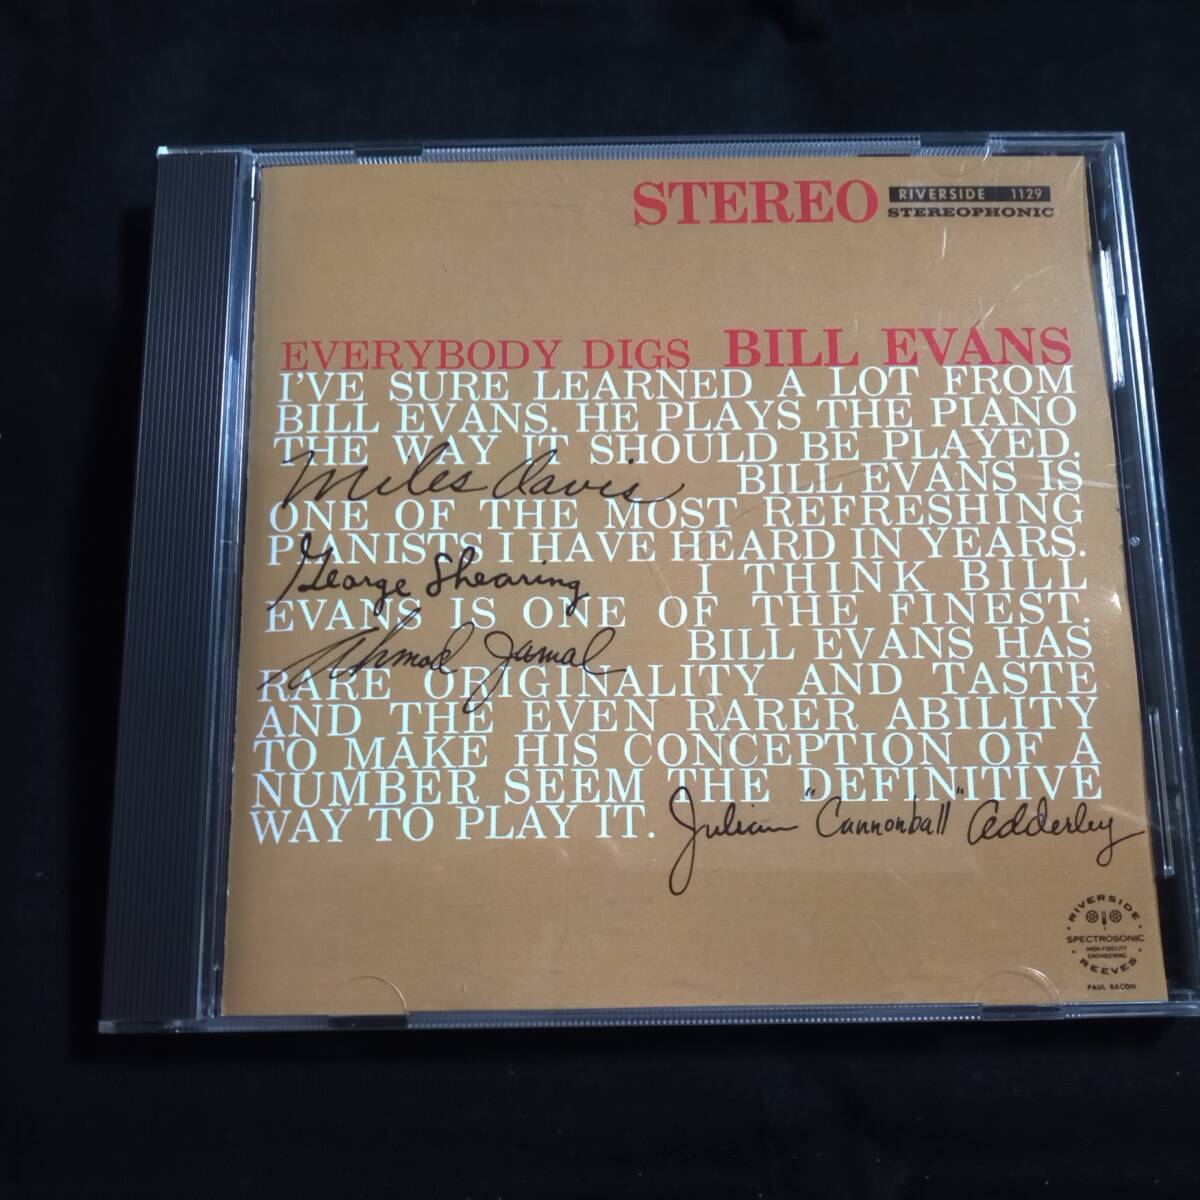 STEREO RIVERSIDE 1129
STEREOPHONIC
EVERYBODY DIGS BILL EVANS
I'VE SURE LEARNED A LOT FROM
BILL EVANS. HE PLAYS THE PIANO
THE WAY IT SHOULD BE PLAYED.
Miles Davis BILL EVANS IS
ONE OF THE MOST REFRESHING
PIANISTS I HAVE HEARD IN YEARS.
George Shearing I THINK BILL
EVANS IS ONE OF THE FINEST.
Ahmad Jamal BILL EVANS HAS
RARE ORIGINALITY AND TASTE
AND THE EVEN RARER ABILITY
TO MAKE HIS CONCEPTION OF A
NUMBER SEEM THE DEFINITIVE
WAY TO PLAY IT. Julian "Cannonball" Adderley
RIVERSIDE
SPECTROSONIC
HIGH-FIDELITY
ENGINEERING
REEVES
PAUL BACON